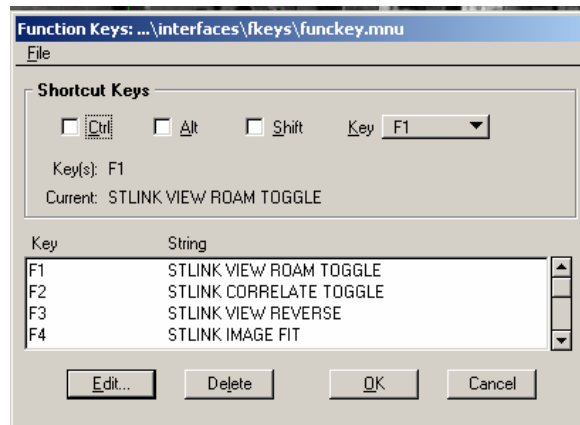 Function Keys: ...\interfaces\fkeys\funckey.mnu
File
Shortcut Keys
Ctrl Alt Shift Key F1
Key(s): F1
Current: STLINK VIEW ROAM TOGGLE
Key String
F1 STLINK VIEW ROAM TOGGLE
F2 STLINK CORRELATE TOGGLE
F3 STLINK VIEW REVERSE
F4 STLINK IMAGE FIT
Edit... Delete OK Cancel